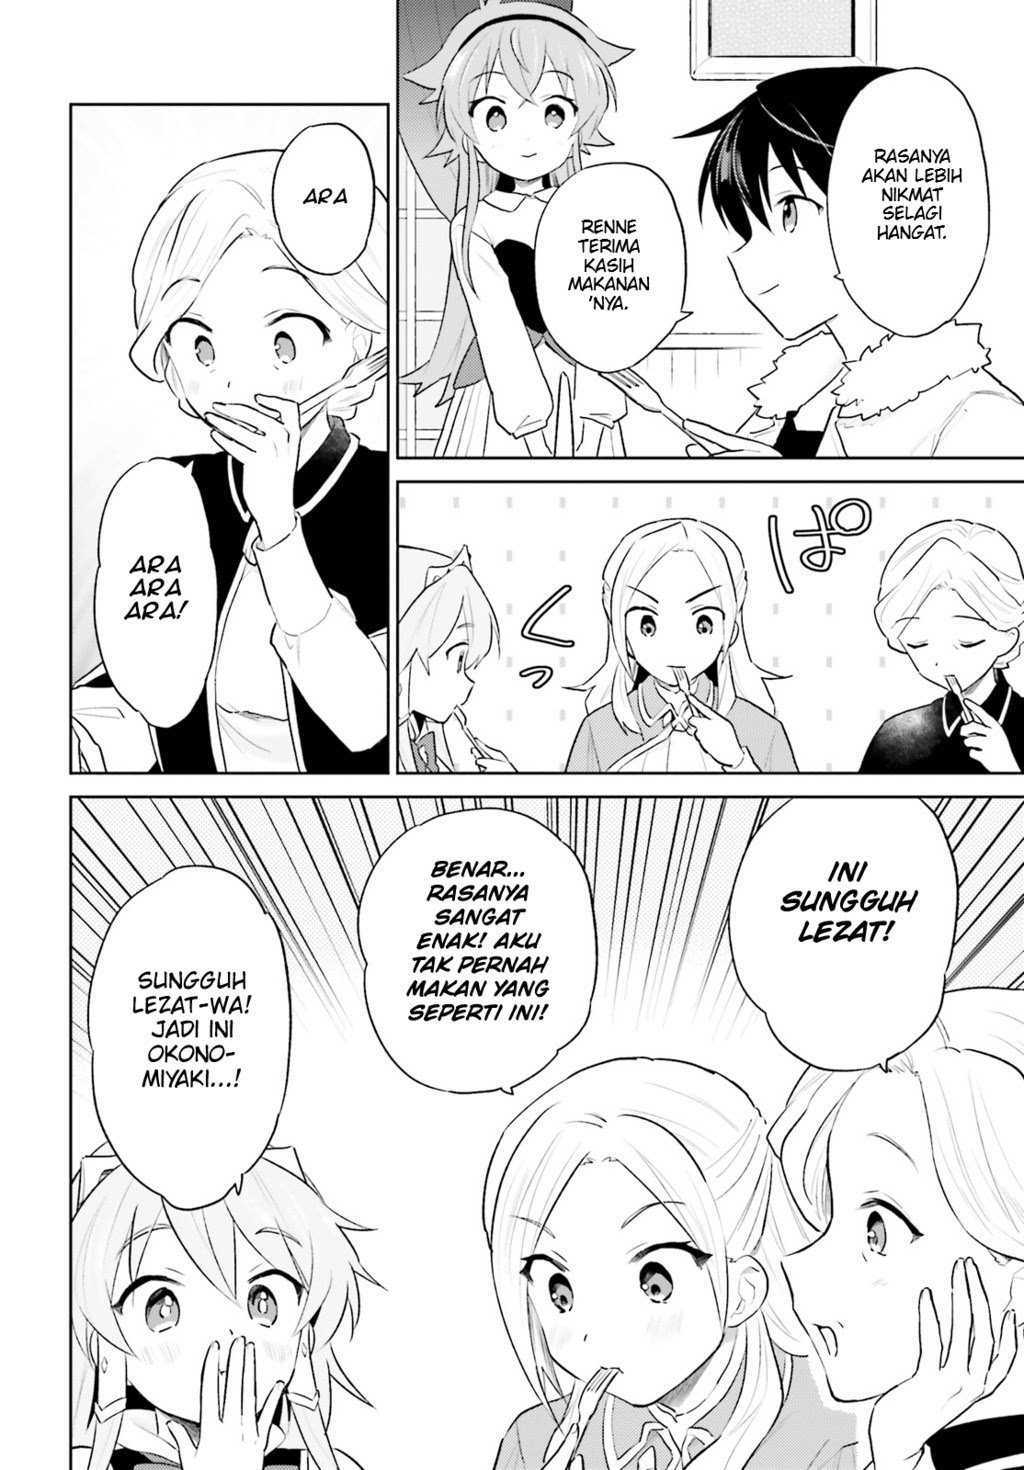 RASANYA
AKAN LEBIH
NIKMAT
SELAGI
HANGAT.
RENNE
TERIMA
KASIH
MAKANAN
'NYA.
ARA
ARA
ARA
ARA!
ぱ
くっ
INI
SUNGGUH
LEZAT!
BENAR...
RASANYA
SANGAT
ENAK! AKU
TAK PERNAH
MAKAN YANG
SEPERTI INI!
SUNGGUH
LEZAT-WA!
JADI INI
OKONO-
MIYAKI...!